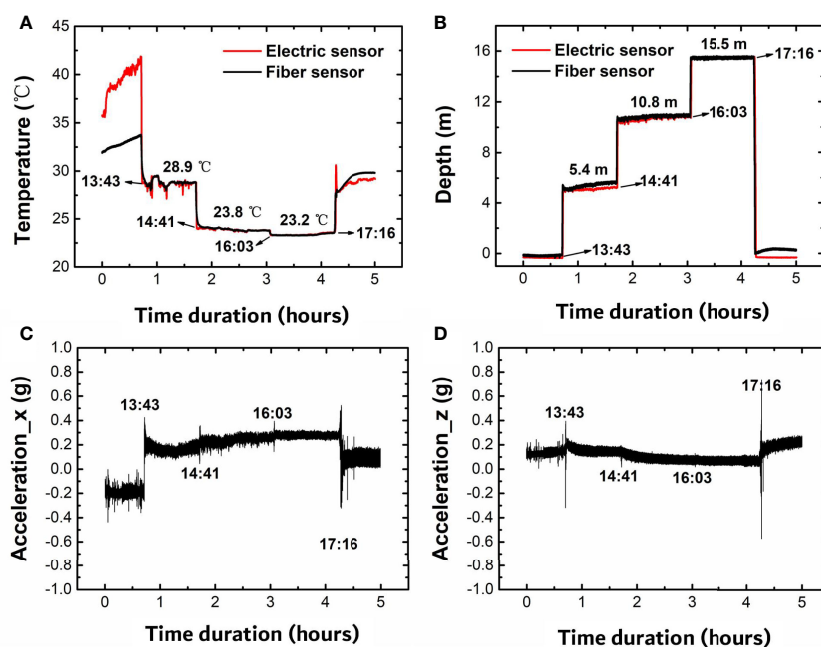 A
Electric sensor
Fiber sensor
Temperature (℃)
45
40
35
30
25
20
28.9 ℃
13:43
23.8 ℃
23.2 ℃
14:41
16:03
17:16
0 1 2 3 4 5
Time duration (hours)
B
Electric sensor
Fiber sensor
Depth (m)
16
12
8
4
0
15.5 m
17:16
10.8 m
16:03
5.4 m
14:41
13:43
0 1 2 3 4 5
Time duration (hours)
C
Acceleration_x (g)
1.0
0.8
0.6
0.4
0.2
0.0
-0.2
-0.4
-0.6
-0.8
-1.0
13:43
16:03
14:41
17:16
0 1 2 3 4 5
Time duration (hours)
D
Acceleration_z (g)
1.0
0.8
0.6
0.4
0.2
0.0
-0.2
-0.4
-0.6
-0.8
-1.0
17:16
13:43
14:41
16:03
0 1 2 3 4 5
Time duration (hours)